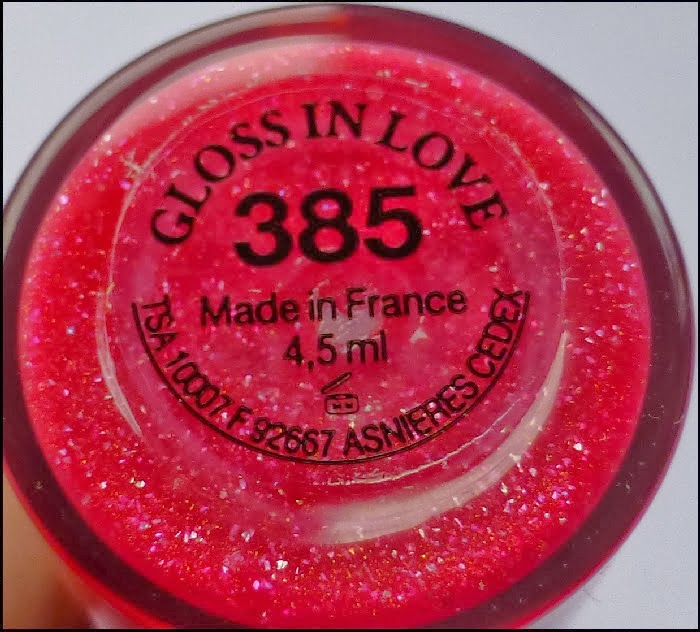 GLOSS IN LOVE
385
Made in France
4,5 ml
TSA 10007 F 92667 ASNIERES CEDEX